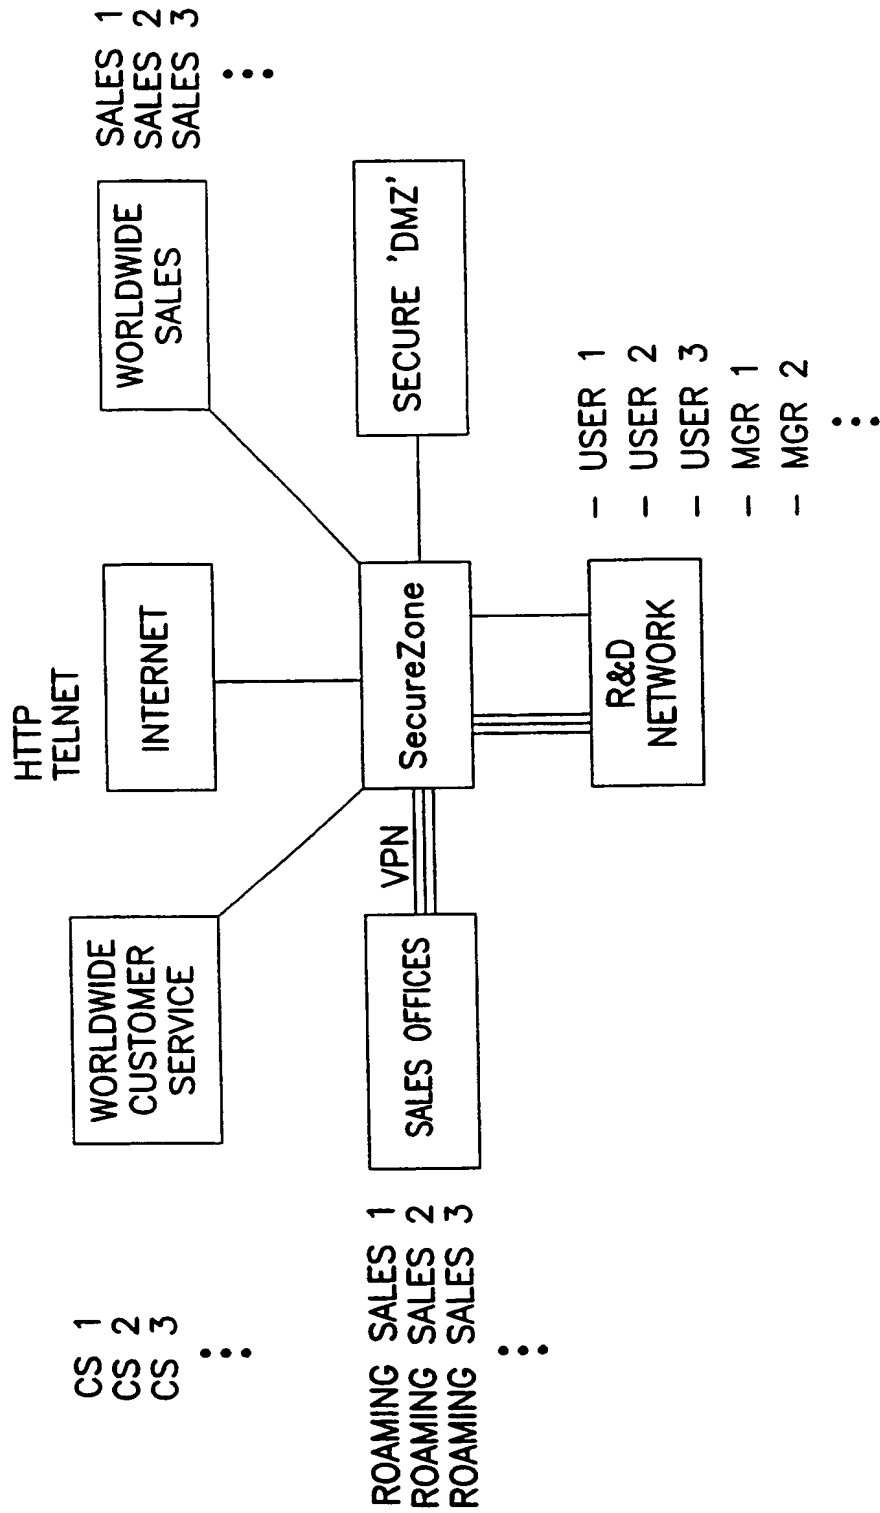 HTTP
TELNET
CS 1
CS 2
CS 3
WORLDWIDE
CUSTOMER
SERVICE
INTERNET
WORLDWIDE
SALES
SALES 1
SALES 2
SALES 3
ROAMING SALES 1
ROAMING SALES 2
ROAMING SALES 3
SALES OFFICES
VPN
SecureZone
SECURE 'DMZ'
R&D
NETWORK
– USER 1
– USER 2
– USER 3
– MGR 1
– MGR 2